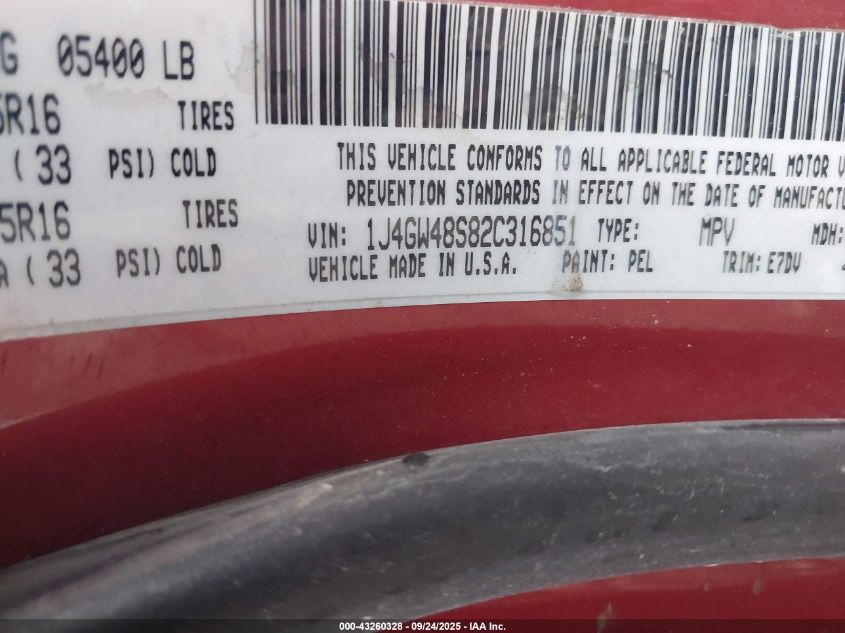 G 05400 LB
5R16 TIRES
( 33 PSI) COLD
5R16 TIRES
A ( 33 PSI) COLD
THIS VEHICLE CONFORMS TO ALL APPLICABLE FEDERAL MOTOR V
PREVENTION STANDARDS IN EFFECT ON THE DATE OF MANUFACTU
VIN: 1J4GW48S82C316851 TYPE: MPV MDH:
VEHICLE MADE IN U.S.A. PAINT: PEL TRIM: E7DV
000-43260328 - 09/24/2025 - IAA Inc.